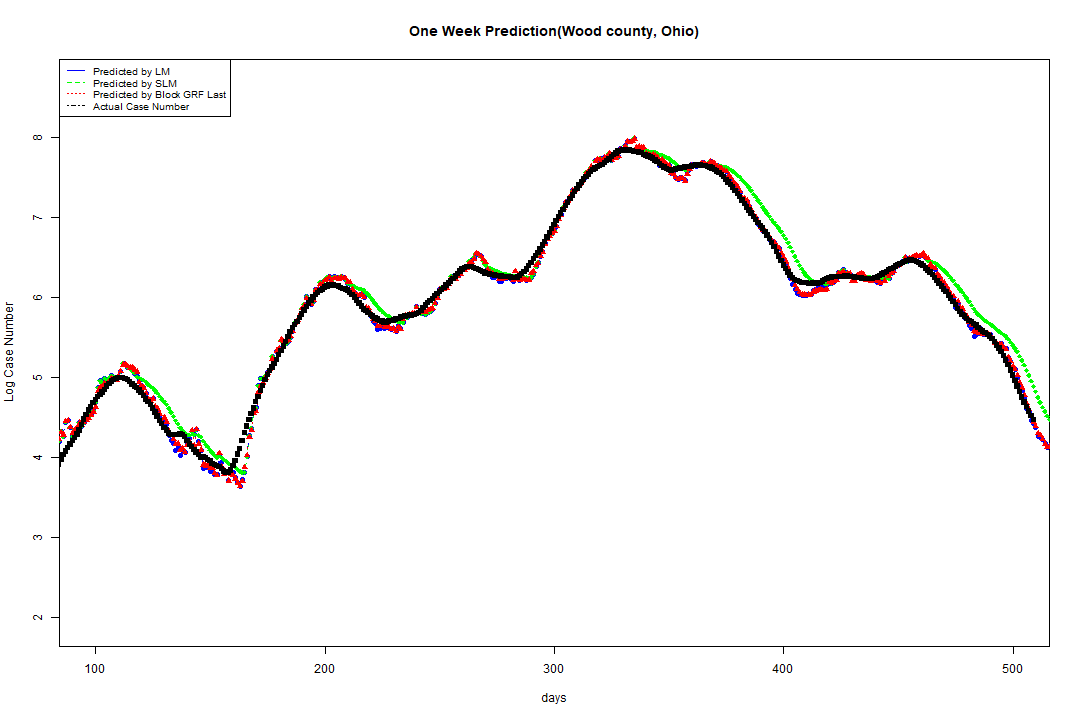 One Week Prediction(Wood county, Ohio)
Predicted by LM
Predicted by SLM
Predicted by Block GRF Last
Actual Case Number
8
7
6
5
4
3
2
Log Case Number
100 200 300 400 500
days